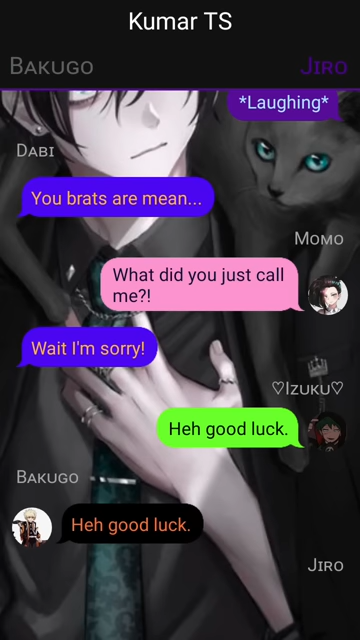 Kumar TS
Bakugo
Jiro
*Laughing*
Dabi
You brats are mean...
Momo
What did you just call
me?!
Wait I'm sorry!
♡Izuku♡
Heh good luck.
Bakugo
Heh good luck.
Jiro